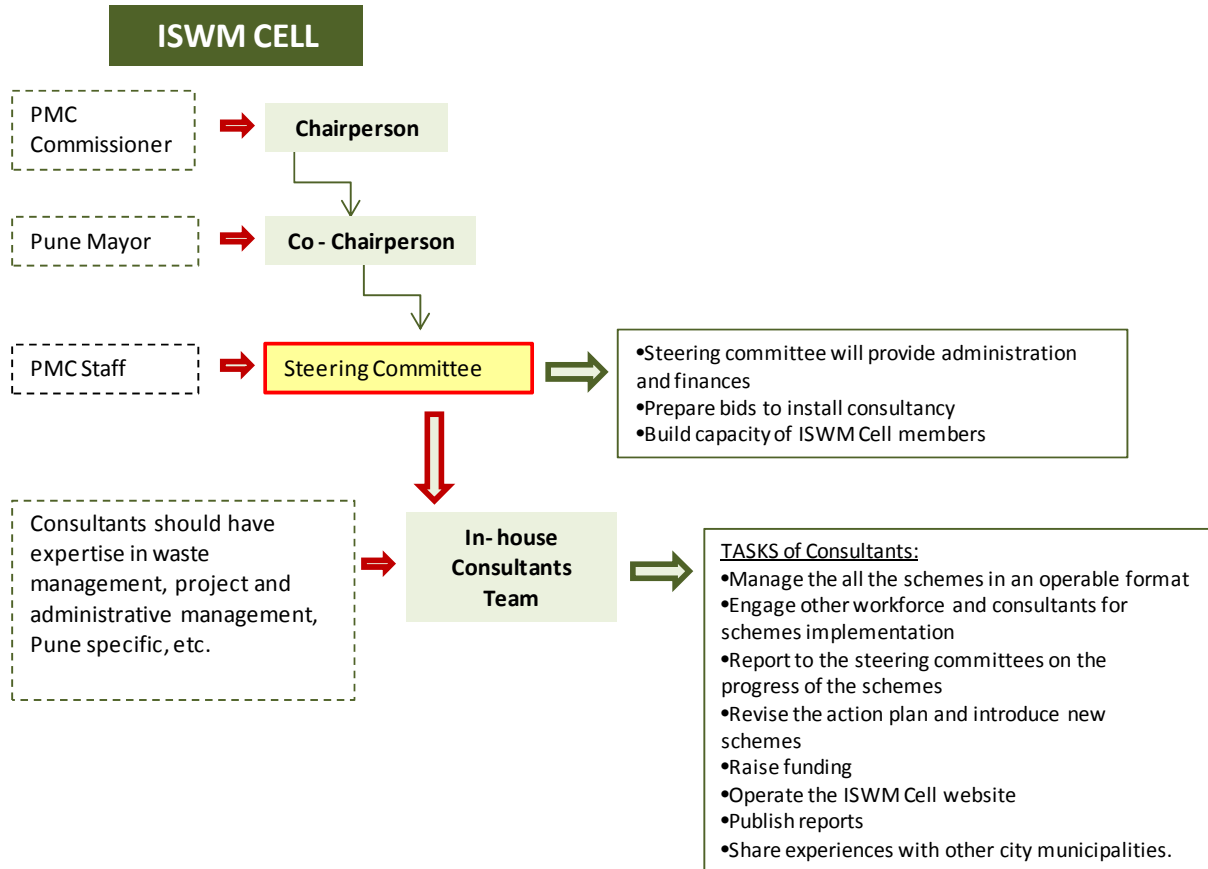 ISWM CELL
PMC
Commissioner
Chairperson
Pune Mayor
Co - Chairperson
PMC Staff
Steering Committee
•Steering committee will provide administration
and finances
•Prepare bids to install consultancy
•Build capacity of ISWM Cell members
Consultants should have
expertise in waste
management, project and
administrative management,
Pune specific, etc.
In- house
Consultants
Team
TASKS of Consultants:
•Manage the all the schemes in an operable format
•Engage other workforce and consultants for
schemes implementation
•Report to the steering committees on the
progress of the schemes
•Revise the action plan and introduce new
schemes
•Raise funding
•Operate the ISWM Cell website
•Publish reports
•Share experiences with other city municipalities.